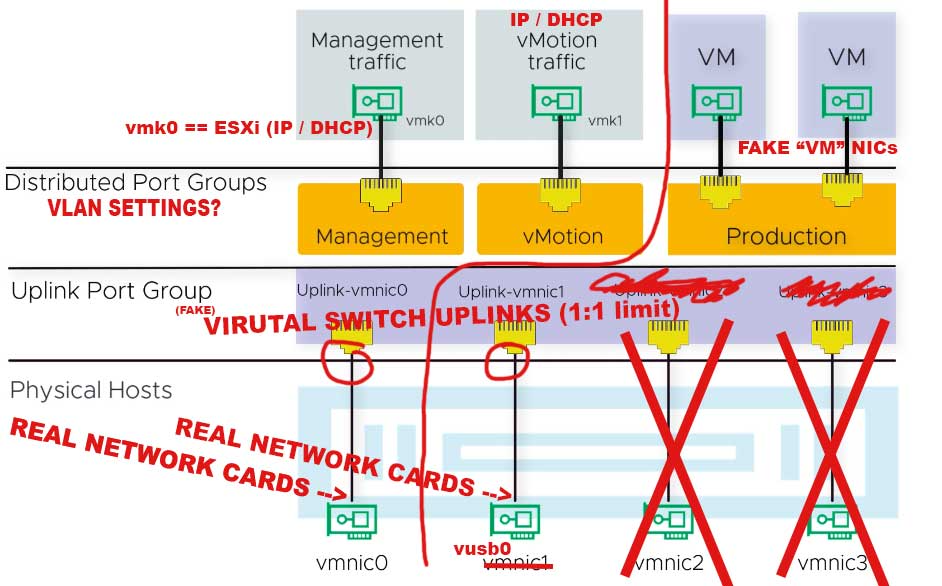 IP / DHCP
Management
traffic
vMotion
traffic
VM
VM
vmk0
vmk1
vmk0 == ESXi (IP / DHCP)
FAKE “VM” NICs
Distributed Port Groups
VLAN SETTINGS?
Management
vMotion
Production
Uplink Port Group
Uplink-vmnic0
Uplink-vmnic1
(FAKE)
VIRUTAL SWITCH UPLINKS (1:1 limit)
Physical Hosts
REAL NETWORK CARDS -->
REAL NETWORK CARDS -->
vusb0
vmnic0
vmnic1
vmnic2
vmnic3